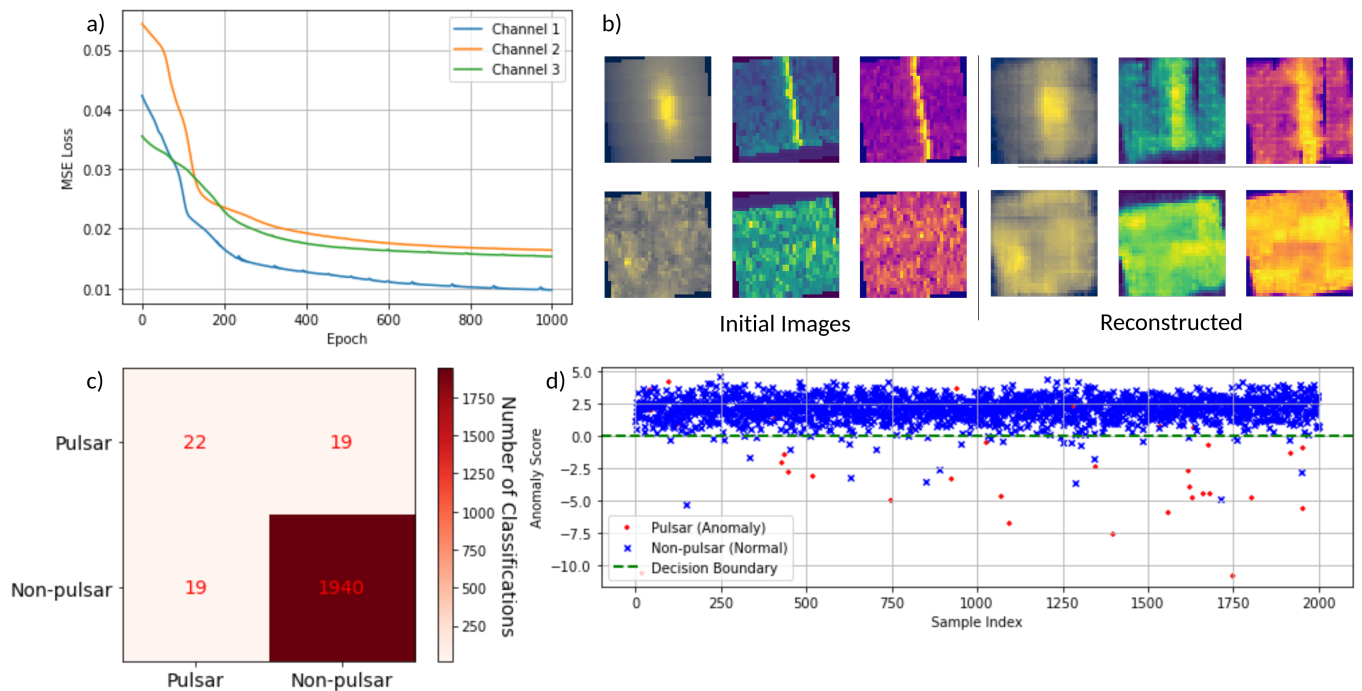 a)
0.05
0.04
0.03
0.02
0.01
MSE Loss
0 200 400 600 800 1000
Epoch
Channel 1
Channel 2
Channel 3
b)
Initial Images
Reconstructed
c)
Pulsar
Non-pulsar
22 19
19 1940
Pulsar Non-pulsar
1750
1500
1250
1000
750
500
250
Number of Classifications
d)
5.0
2.5
0.0
−2.5
−5.0
−7.5
−10.0
Anomaly Score
Pulsar (Anomaly)
Non-pulsar (Normal)
Decision Boundary
0 250 500 750 1000 1250 1500 1750 2000
Sample Index